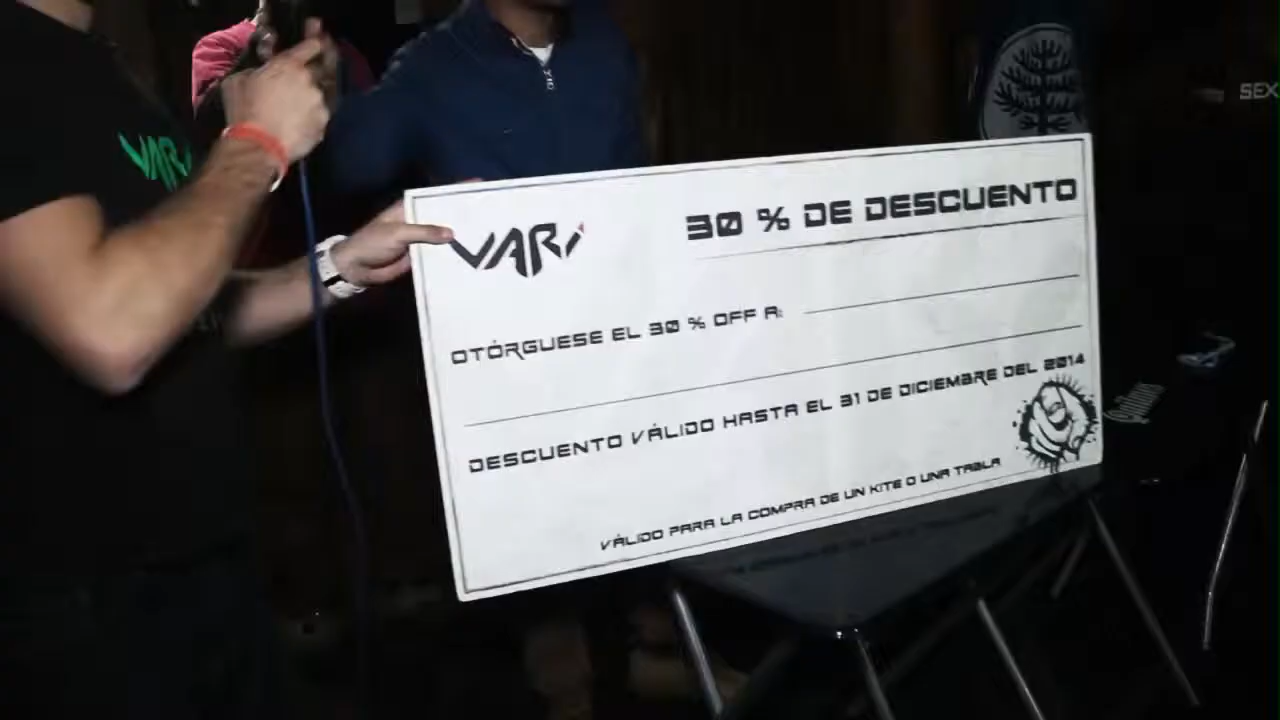 VARi
SEX
VARi
30 % DE DESCUENTO
OTÓRGUESE EL 30 % OFF A:
DESCUENTO VÁLIDO HASTA EL 31 DE DICIEMBRE DEL 2014
VÁLIDO PARA LA COMPRA DE UN KITE O UNA TABLA